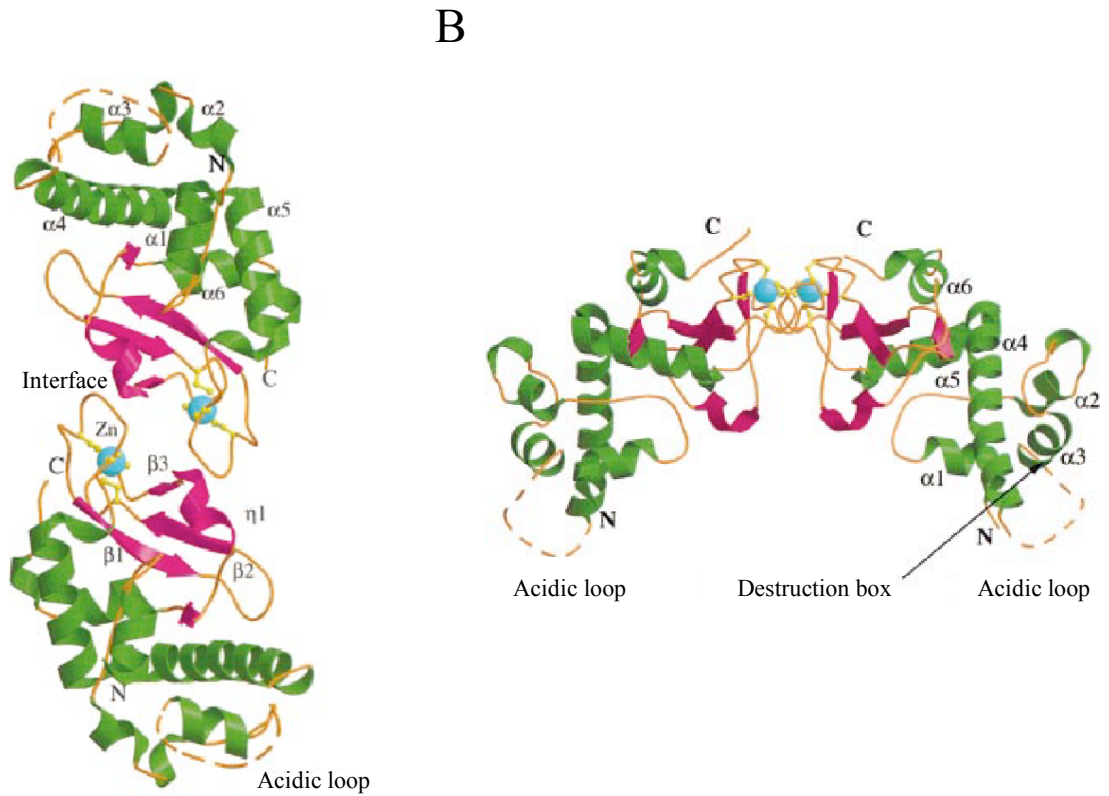 B
α3
α2
N
α4
α1
α5
α6
Interface
C
Zn
C
β3
η1
β1
β2
N
Acidic loop
C
C
α6
α4
α5
α2
α1
α3
N
N
Acidic loop
Destruction box
Acidic loop